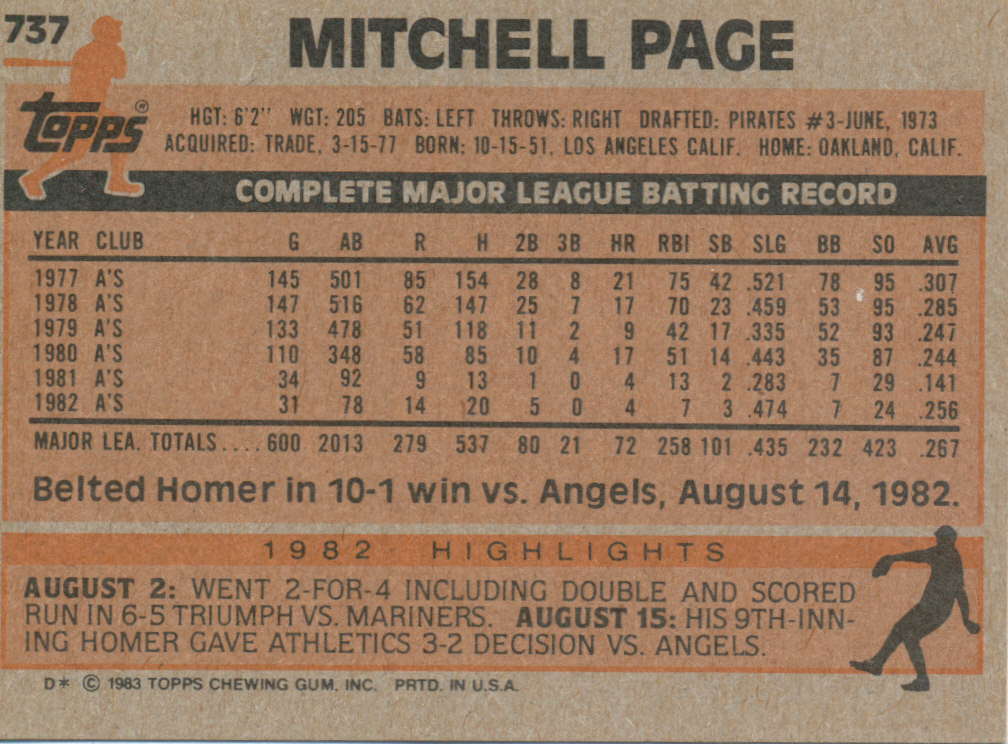 737
MITCHELL PAGE
topps®
HGT: 6'2" WGT: 205 BATS: LEFT THROWS: RIGHT DRAFTED: PIRATES #3-JUNE, 1973
ACQUIRED: TRADE, 3-15-77 BORN: 10-15-51, LOS ANGELES CALIF. HOME: OAKLAND, CALIF.
COMPLETE MAJOR LEAGUE BATTING RECORD
YEAR CLUB G AB R H 2B 3B HR RBI SB SLG BB SO AVG
1977 A'S 145 501 85 154 28 8 21 75 42 .521 78 95 .307
1978 A'S 147 516 62 147 25 7 17 70 23 .459 53 95 .285
1979 A'S 133 478 51 118 11 2 9 42 17 .335 52 93 .247
1980 A'S 110 348 58 85 10 4 17 51 14 .443 35 87 .244
1981 A'S 34 92 9 13 1 0 4 13 2 .283 7 29 .141
1982 A'S 31 78 14 20 5 0 4 7 3 .474 7 24 .256
MAJOR LEA. TOTALS.... 600 2013 279 537 80 21 72 258 101 .435 232 423 .267
Belted Homer in 10-1 win vs. Angels, August 14, 1982.
1982 HIGHLIGHTS
AUGUST 2: WENT 2-FOR-4 INCLUDING DOUBLE AND SCORED
RUN IN 6-5 TRIUMPH VS. MARINERS. AUGUST 15: HIS 9TH-INN-
ING HOMER GAVE ATHLETICS 3-2 DECISION VS. ANGELS.
D* © 1983 TOPPS CHEWING GUM, INC. PRTD. IN U.S.A.